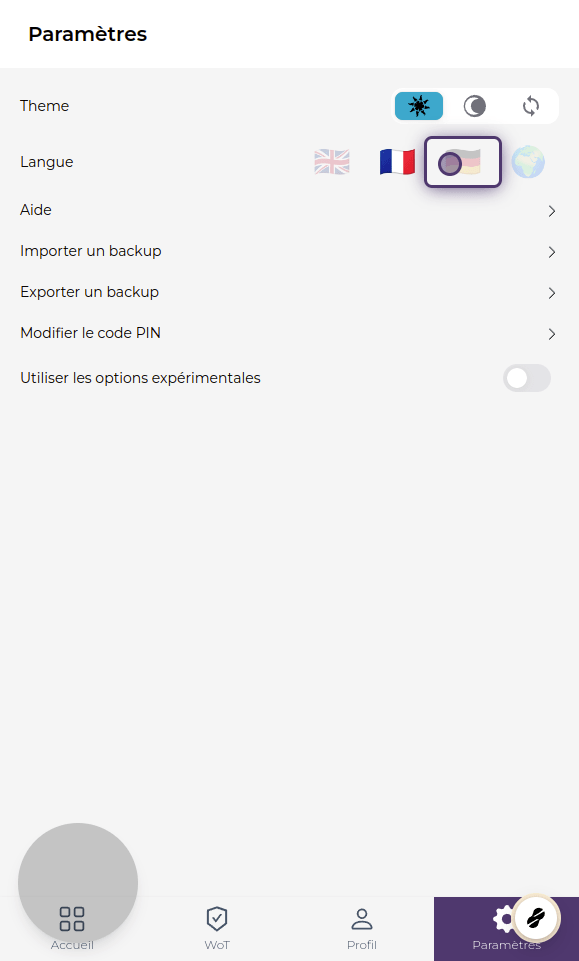 Paramètres
Theme
Langue
Aide
Importer un backup
Exporter un backup
Modifier le code PIN
Utiliser les options expérimentales
Accueil
WoT
Profil
Paramètres